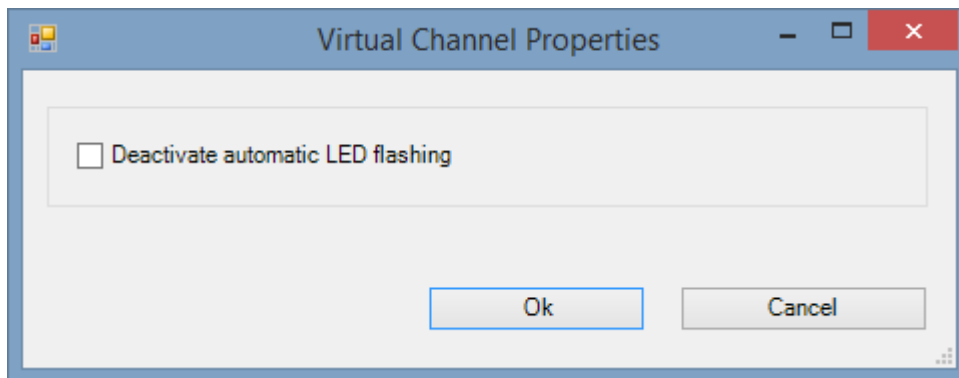 Virtual Channel Properties
Deactivate automatic LED flashing
Ok
Cancel